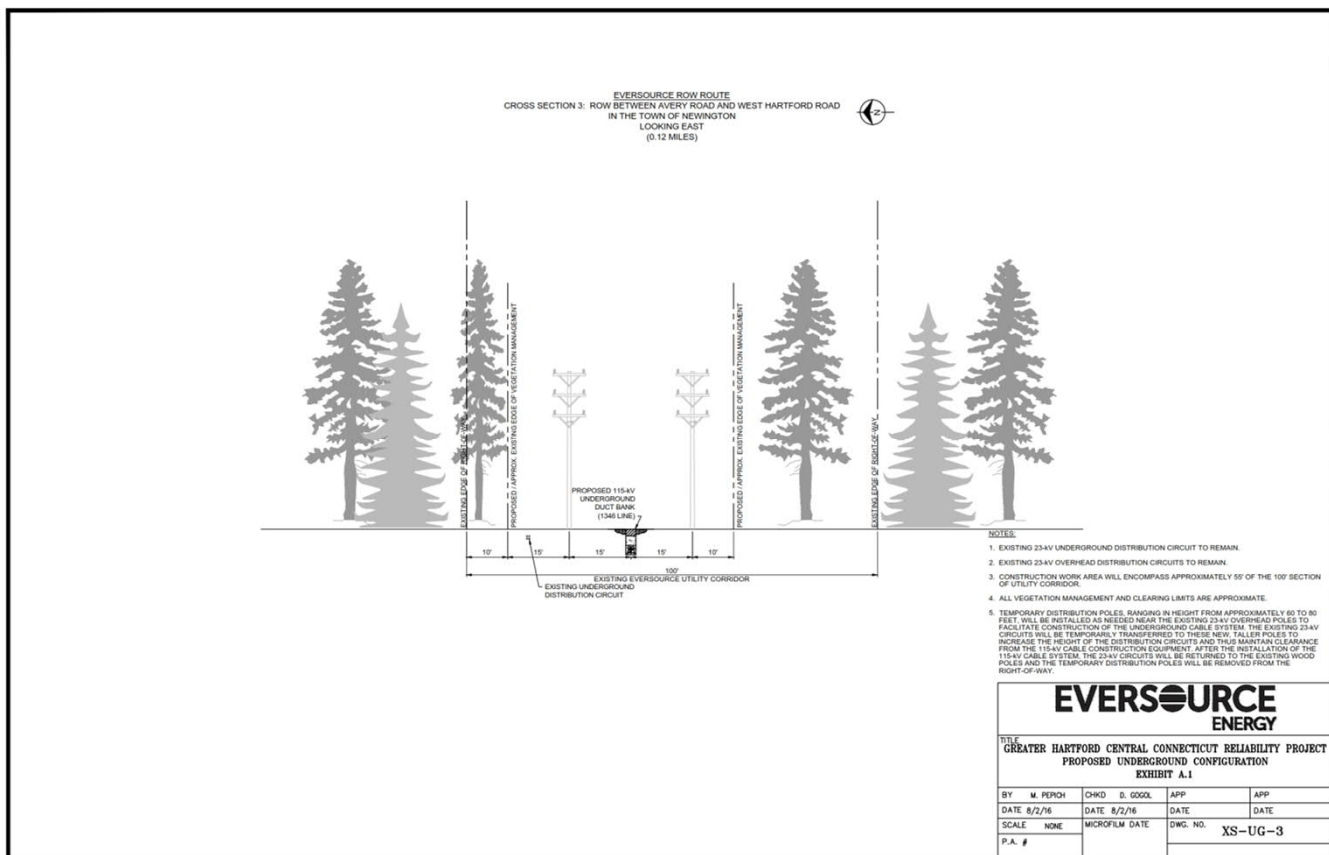 EVERSOURCE ROW ROUTE
CROSS SECTION 3: ROW BETWEEN AVERY ROAD AND WEST HARTFORD ROAD
IN THE TOWN OF NEWINGTON
LOOKING EAST
(0.12 MILES)
N
EXISTING EDGE OF RIGHT-OF-WAY
PROPOSED / APPROX. EXISTING EDGE OF VEGETATION MANAGEMENT
PROPOSED / APPROX. EXISTING EDGE OF VEGETATION MANAGEMENT
EXISTING EDGE OF RIGHT-OF-WAY
PROPOSED 115-kV
UNDERGROUND
DUCT BANK
(1346 LINE)
10'
15'
15'
15'
10'
100'
EXISTING EVERSOURCE UTILITY CORRIDOR
EXISTING UNDERGROUND
DISTRIBUTION CIRCUIT
NOTES:
1. EXISTING 23-kV UNDERGROUND DISTRIBUTION CIRCUIT TO REMAIN.
2. EXISTING 23-kV OVERHEAD DISTRIBUTION CIRCUITS TO REMAIN.
3. CONSTRUCTION WORK AREA WILL ENCOMPASS APPROXIMATELY 55' OF THE 100' SECTION
OF UTILITY CORRIDOR.
4. ALL VEGETATION MANAGEMENT AND CLEARING LIMITS ARE APPROXIMATE.
5. TEMPORARY DISTRIBUTION POLES, RANGING IN HEIGHT FROM APPROXIMATELY 60 TO 80
FEET, WILL BE INSTALLED AS NEEDED NEAR THE EXISTING 23-kV OVERHEAD POLES TO
FACILITATE CONSTRUCTION OF THE UNDERGROUND CABLE SYSTEM. THE EXISTING 23-kV
CIRCUITS WILL BE TEMPORARILY TRANSFERRED TO THESE NEW, TALLER POLES TO
INCREASE THE HEIGHT OF THE DISTRIBUTION CIRCUITS AND THUS MAINTAIN CLEARANCE
FROM THE 115-kV CABLE CONSTRUCTION EQUIPMENT. AFTER THE INSTALLATION OF THE
115-kV CABLE SYSTEM, THE 23-kV CIRCUITS WILL BE RETURNED TO THE EXISTING WOOD
POLES AND THE TEMPORARY DISTRIBUTION POLES WILL BE REMOVED FROM THE
RIGHT-OF-WAY.
EVERSOURCE
ENERGY
TITLE
GREATER HARTFORD CENTRAL CONNECTICUT RELIABILITY PROJECT
PROPOSED UNDERGROUND CONFIGURATION
EXHIBIT A.1
BY M. PEPICH CHKD D. GOGOL APP APP
DATE 8/2/16 DATE 8/2/16 DATE DATE
SCALE NONE MICROFILM DATE DWG. NO. XS-UG-3
P.A. #